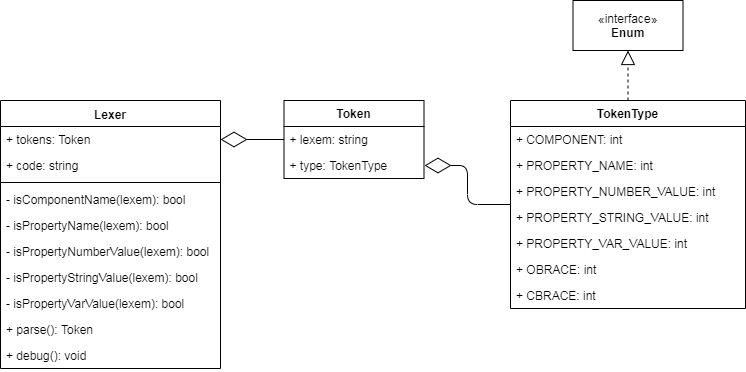 «interface»
Enum
Lexer
+ tokens: Token
+ code: string
- isComponentName(lexem): bool
- isPropertyName(lexem): bool
- isPropertyNumberValue(lexem): bool
- isPropertyStringValue(lexem): bool
- isPropertyVarValue(lexem): bool
+ parse(): Token
+ debug(): void
Token
+ lexem: string
+ type: TokenType
TokenType
+ COMPONENT: int
+ PROPERTY_NAME: int
+ PROPERTY_NUMBER_VALUE: int
+ PROPERTY_STRING_VALUE: int
+ PROPERTY_VAR_VALUE: int
+ OBRACE: int
+ CBRACE: int